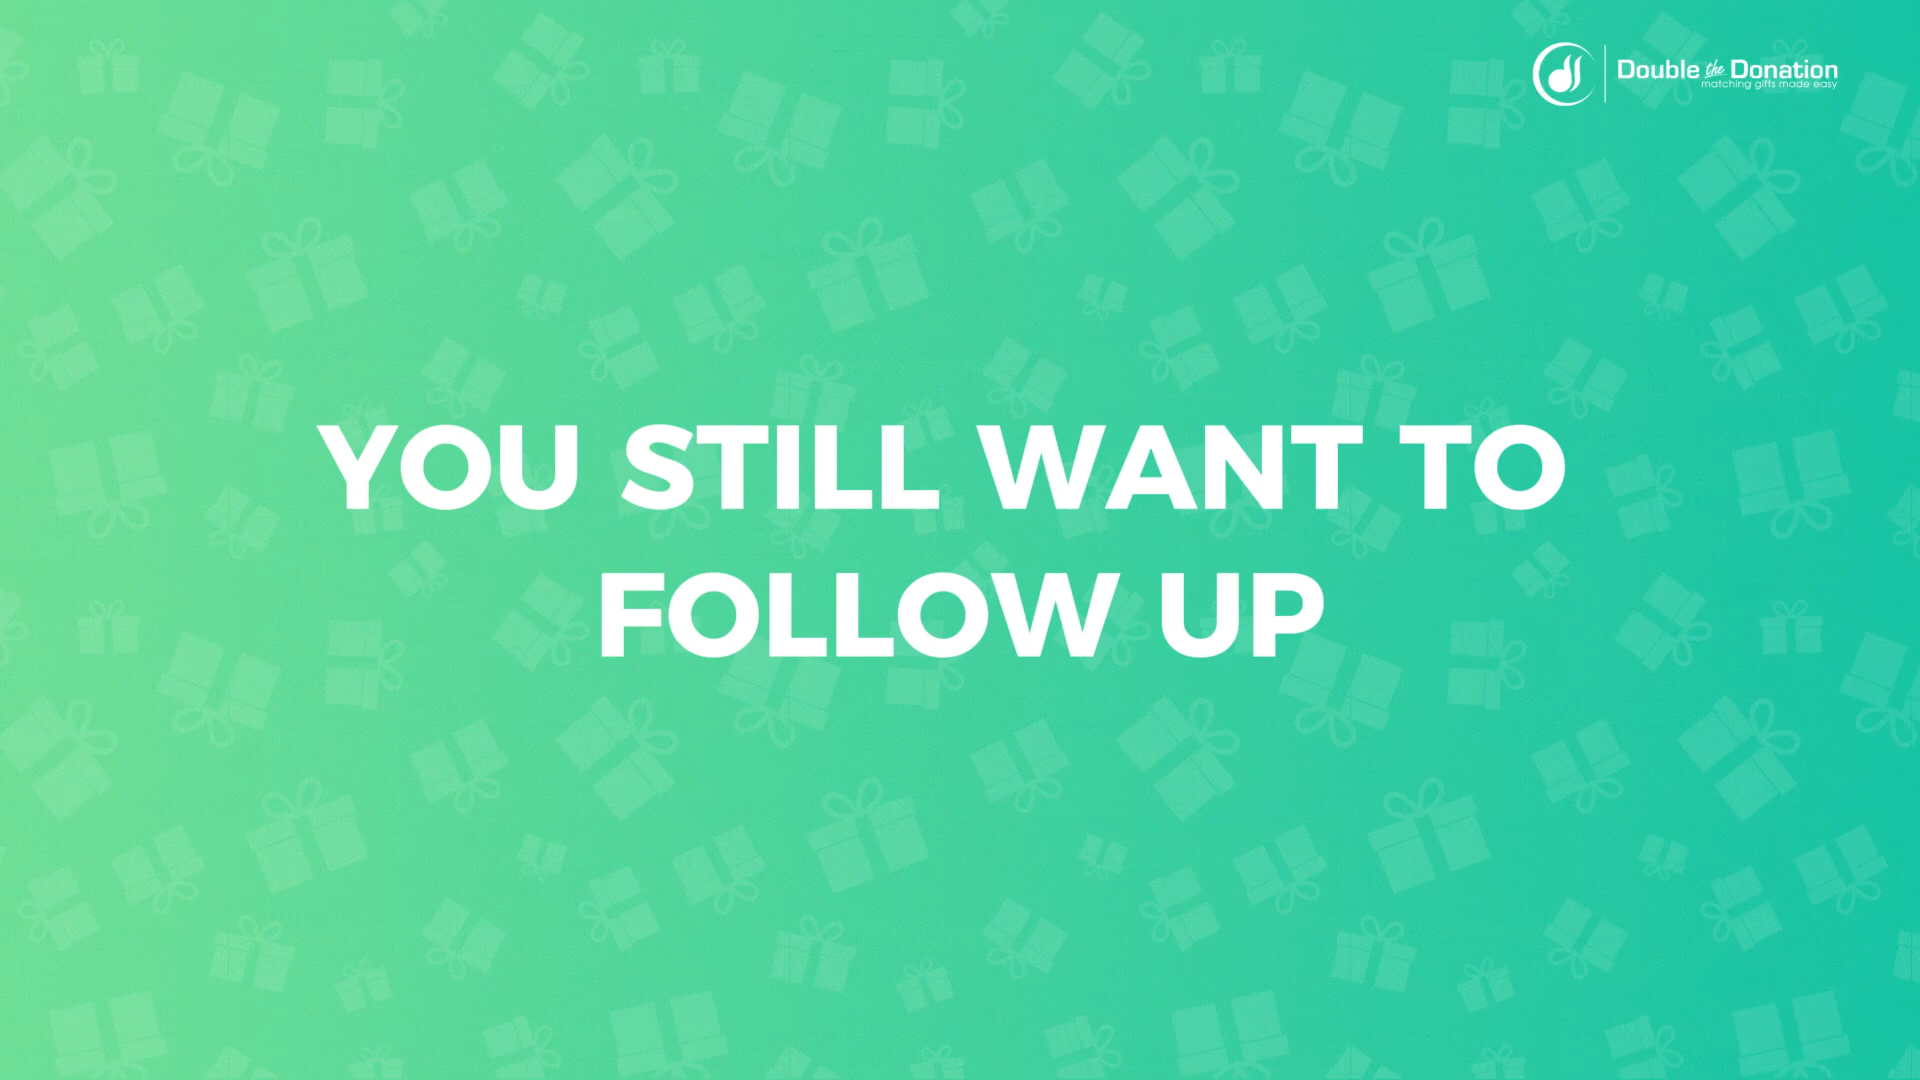 Double the Donation
matching gifts made easy
YOU STILL WANT TO
FOLLOW UP